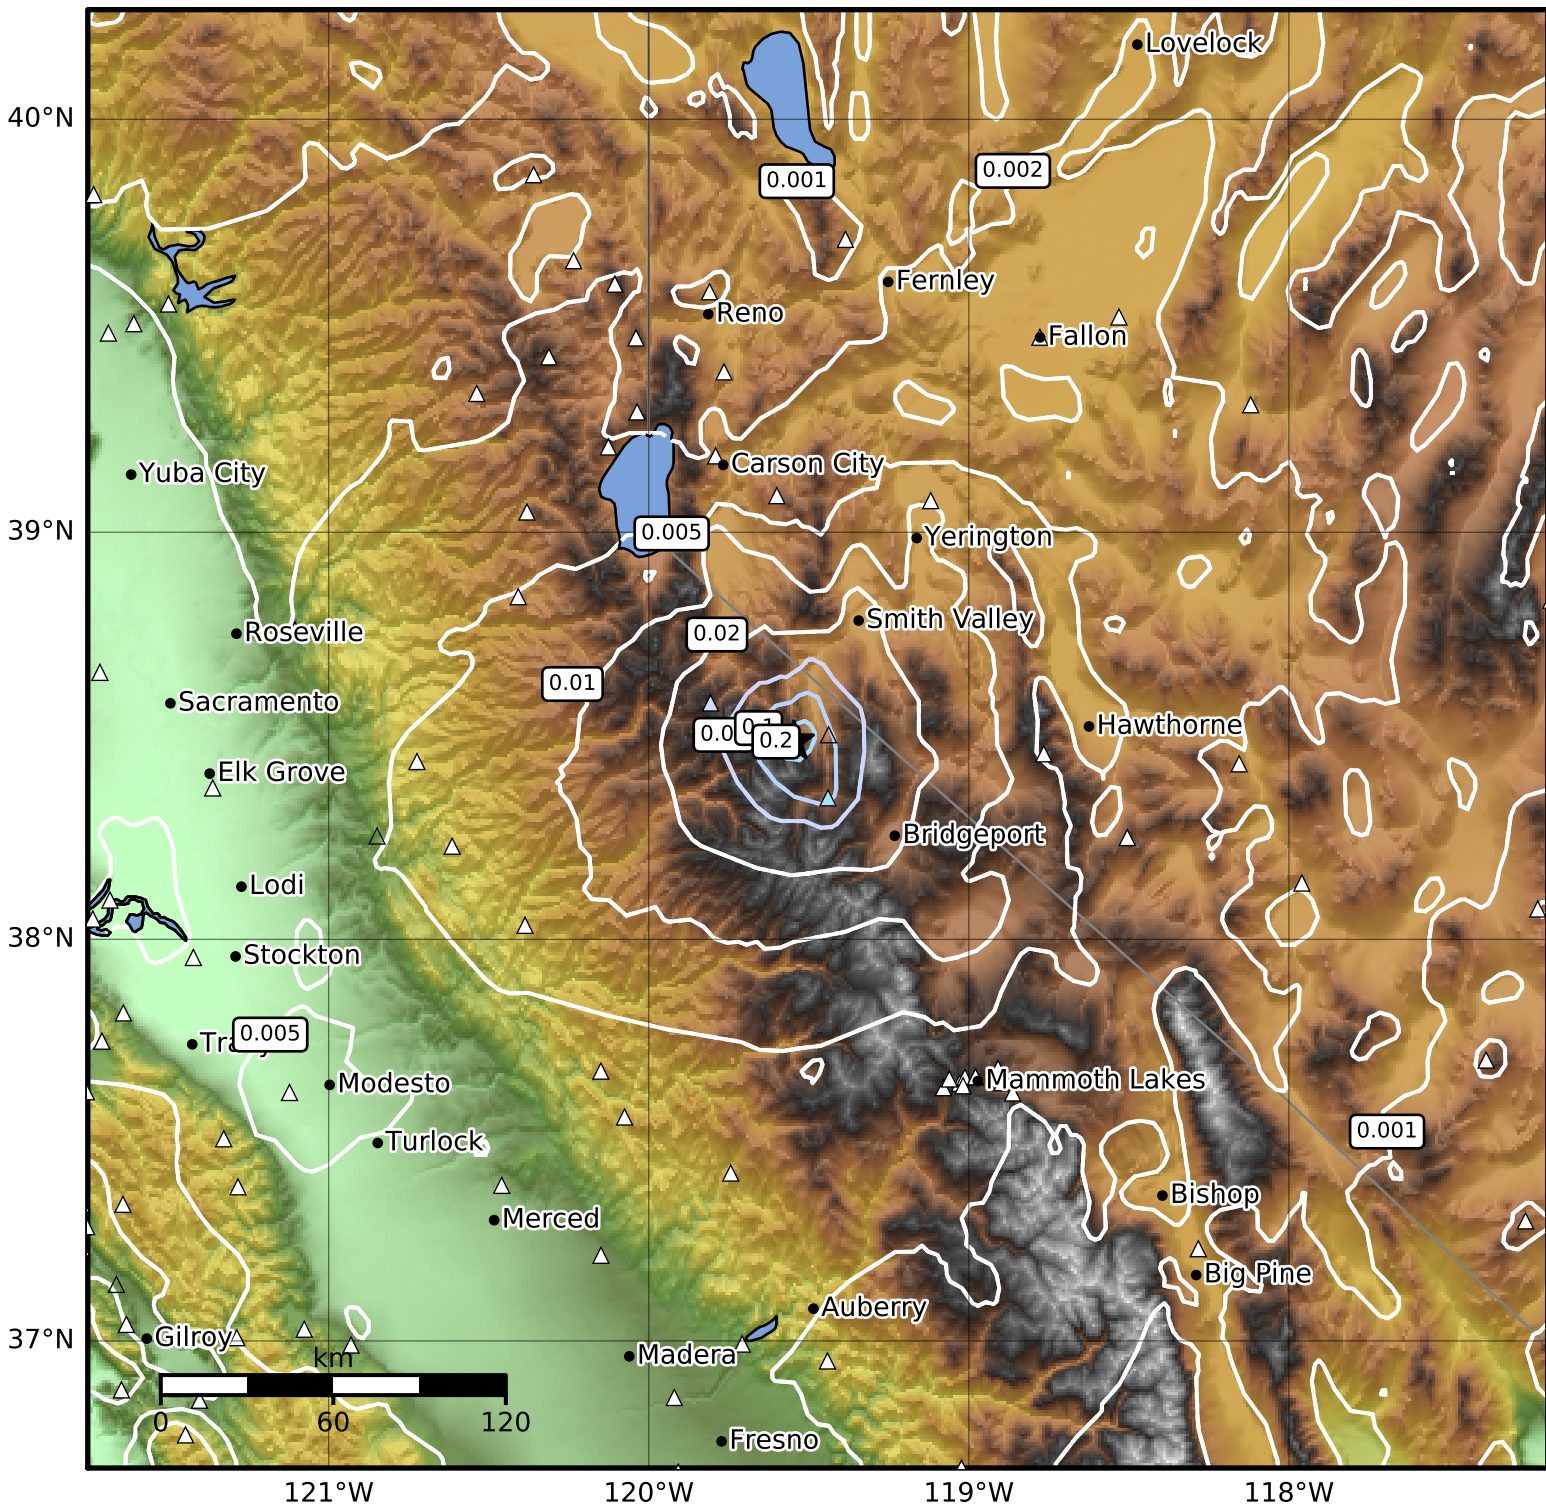 Lovelock
40°N
0.002
0.001
Fernley
Reno
Fallon
Carson City
Yuba City
39°N
0.005
Yerington
Smith Valley
Roseville
0.02
0.01
Sacramento
Hawthorne
0.2
Elk Grove
Bridgeport
Lodi
38°N
Stockton
0.005
Modesto
Mammoth Lakes
0.001
Turlock
Bishop
Merced
Big Pine
Auberry
37°N
Gilroy
Madera
km
0 60 120
Fresno
121°W 120°W 119°W 118°W